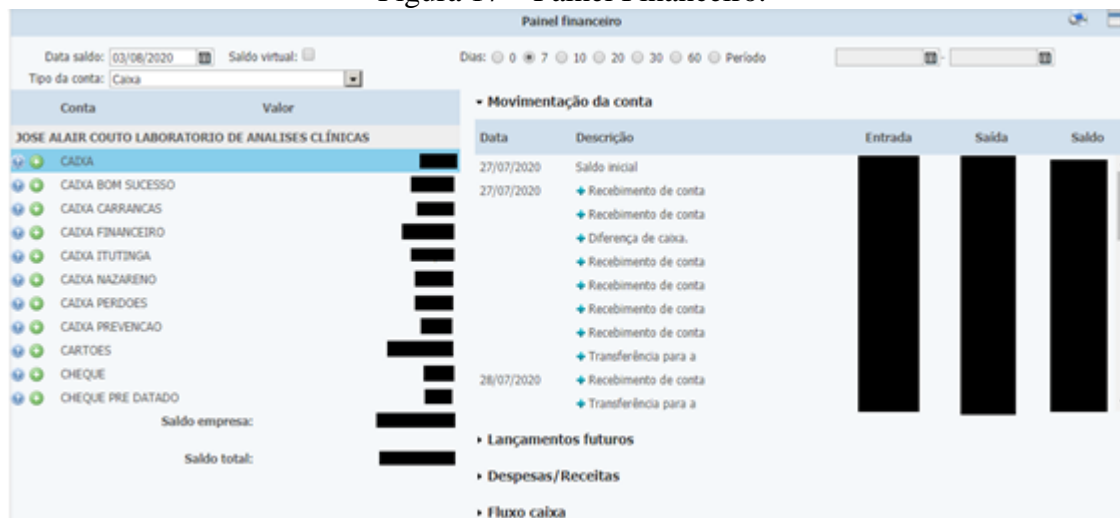 Figura 17 – Painel Financeiro.
Painel financeiro
Data saldo: 03/08/2020 Saldo virtual:
Tipo da conta: Caixa
Dias: 0 7 10 20 30 60 Período -
Conta Valor
JOSE ALAIR COUTO LABORATORIO DE ANALISES CLÍNICAS
CAIXA
CAIXA BOM SUCESSO
CAIXA CARRANCAS
CAIXA FINANCEIRO
CAIXA ITUTINGA
CAIXA NAZARENO
CAIXA PERDOES
CAIXA PREVENCAO
CARTOES
CHEQUE
CHEQUE PRE DATADO
Saldo empresa:
Saldo total:
Movimentação da conta
Data Descrição Entrada Saída Saldo
27/07/2020 Saldo inicial
27/07/2020 Recebimento de conta
Recebimento de conta
Diferença de caixa.
Recebimento de conta
Recebimento de conta
Recebimento de conta
Recebimento de conta
Transferência para a
28/07/2020 Recebimento de conta
Transferência para a
Lançamentos futuros
Despesas/Receitas
Fluxo caixa